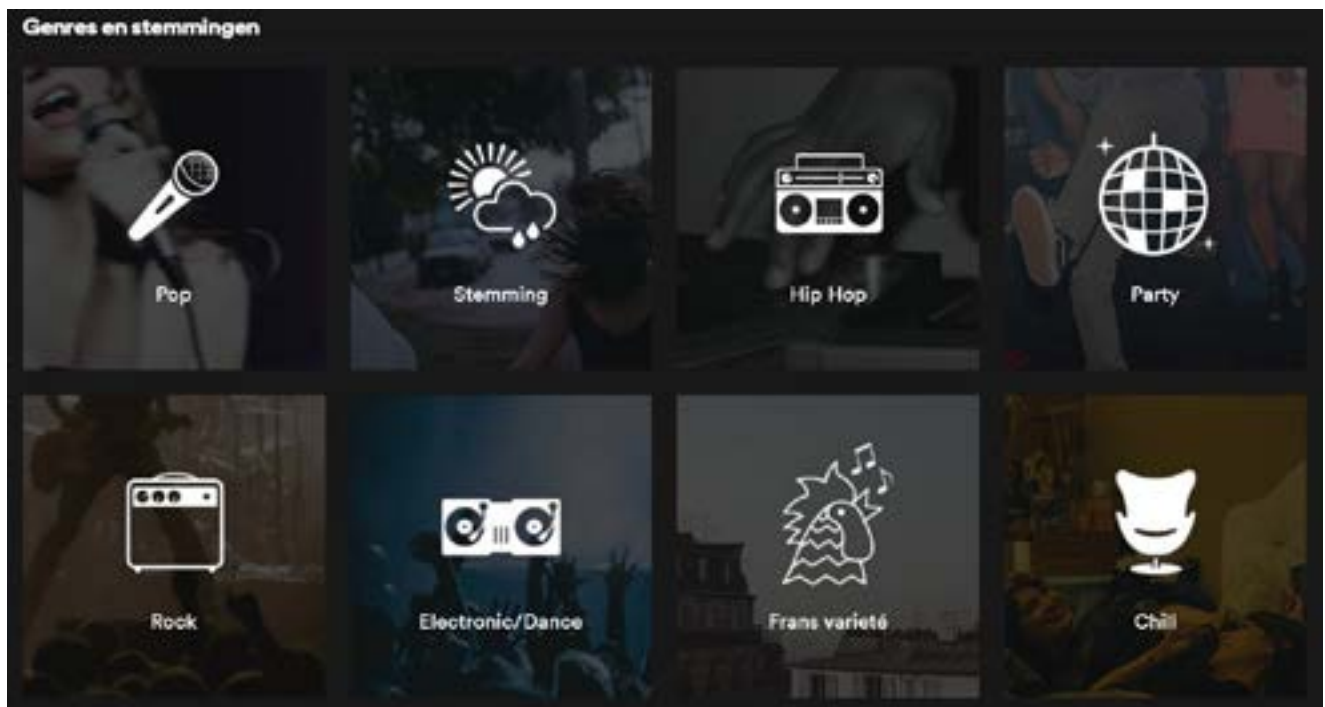 Genres en stemmingen
Pop
Stemming
Hip Hop
Party
Rock
Electronic/Dance
Frans varieté
Chill